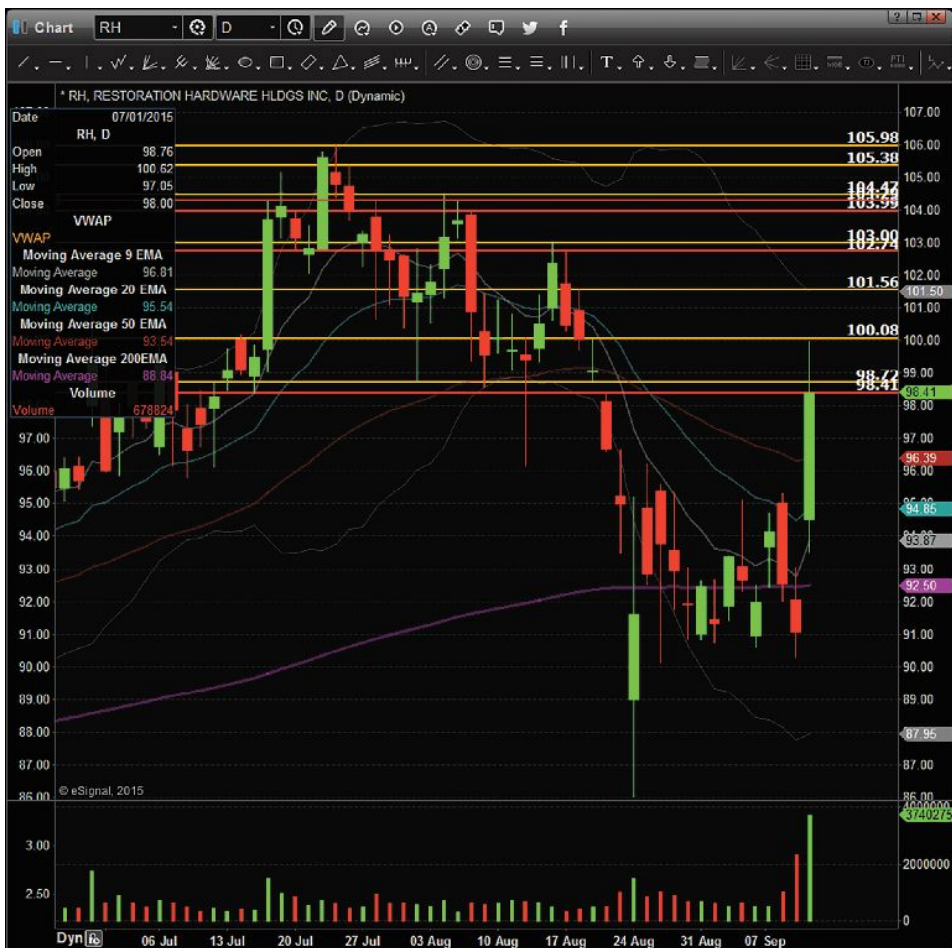 Chart RH D
* RH, RESTORATION HARDWARE HLDGS INC, D (Dynamic)
Date 07/01/2015
RH, D
Open 98.76
High 100.62
Low 97.05
Close 98.00
VWAP
VWAP
Moving Average 9 EMA
Moving Average 96.81
Moving Average 20 EMA
Moving Average 95.54
Moving Average 50 EMA
Moving Average 93.54
Moving Average 200EMA
Moving Average 88.84
Volume
Volume 678824
97.00
96.00
95.00
94.00
93.00
92.00
91.00
90.00
89.00
88.00
87.00
86.00
105.98
105.38
104.47
103.99
103.00
102.74
101.56
100.08
98.72
98.41
107.00
106.00
105.00
104.00
103.00
102.00
101.50
101.00
100.00
99.00
98.41
98.00
97.00
96.39
96.00
94.85
93.87
93.00
92.50
92.00
91.00
90.00
89.00
87.95
87.00
86.00
© eSignal, 2015
3.00
2.50
4000000
3740275
2000000
0
Dyn 06 Jul 13 Jul 20 Jul 27 Jul 03 Aug 10 Aug 17 Aug 24 Aug 31 Aug 07 Sep